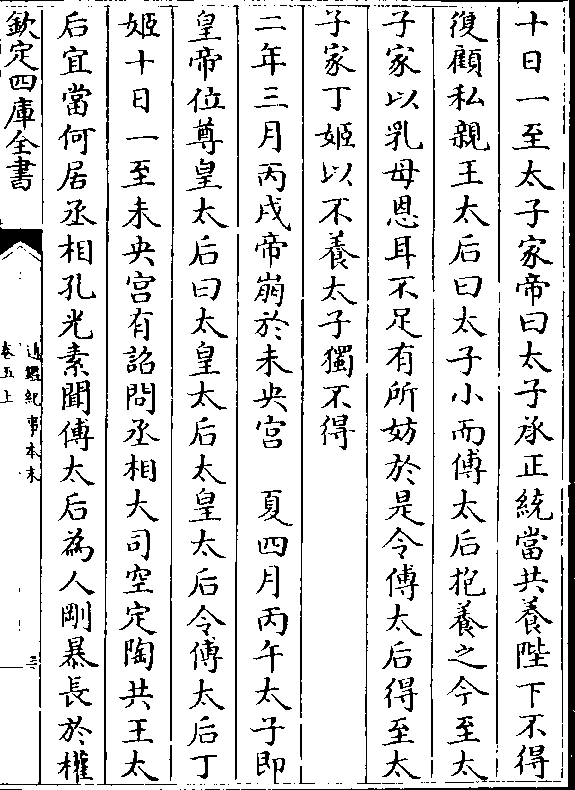 十日一至太子家帝曰太子承正統當共養陛下不得
復顧私親王太后曰太子小而傅太后抱養之今至太
子家以乳母恩耳不足有所妨於是令傅太后得至太
子家丁姬以不養太子獨不得
二年三月丙戌帝崩於未央宮　夏四月丙午太子即
皇帝位尊皇太后曰太皇太后太皇太后令傅太后丁
姬十日一至未央宮有詔問丞相大司空定陶共王太
后宜當何居丞相孔光素聞傅太后為人剛暴長於權
欽定四庫全書
通鑑紀事本末
卷五上
三